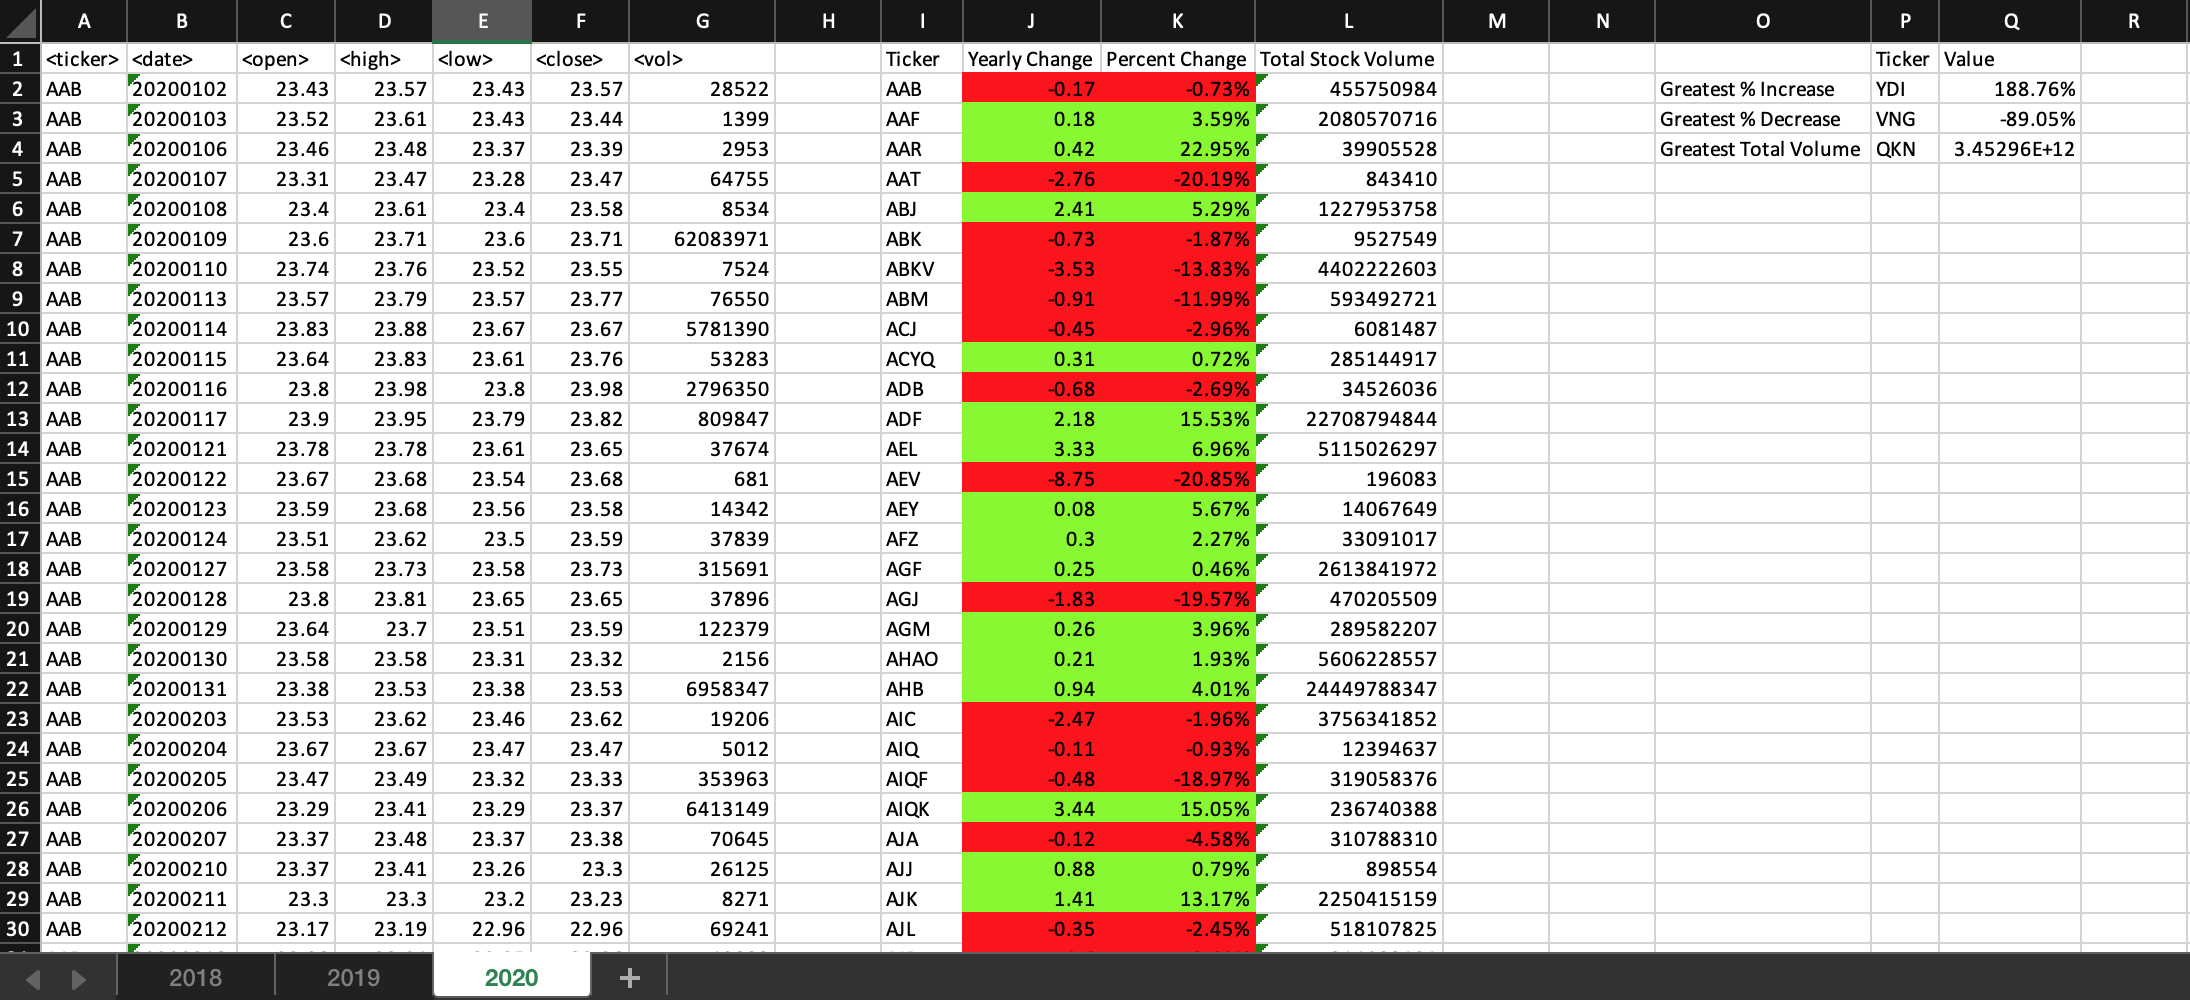 A B C D E F G H I J K L M N O P Q R
1 <ticker> <date> <open> <high> <low> <close> <vol> Ticker Yearly Change Percent Change Total Stock Volume Ticker Value
2 AAB 20200102 23.43 23.57 23.43 23.57 28522 AAB -0.17 -0.73% 455750984 Greatest % Increase YDI 188.76%
3 AAB 20200103 23.52 23.61 23.43 23.44 1399 AAF 0.18 3.59% 2080570716 Greatest % Decrease VNG -89.05%
4 AAB 20200106 23.46 23.48 23.37 23.39 2953 AAR 0.42 22.95% 39905528 Greatest Total Volume QKN 3.45296E+12
5 AAB 20200107 23.31 23.47 23.28 23.47 64755 AAT -2.76 -20.19% 843410
6 AAB 20200108 23.4 23.61 23.4 23.58 8534 ABJ 2.41 5.29% 1227953758
7 AAB 20200109 23.6 23.71 23.6 23.71 62083971 ABK -0.73 -1.87% 9527549
8 AAB 20200110 23.74 23.76 23.52 23.55 7524 ABKV -3.53 -13.83% 4402222603
9 AAB 20200113 23.57 23.79 23.57 23.77 76550 ABM -0.91 -11.99% 593492721
10 AAB 20200114 23.83 23.88 23.67 23.67 5781390 ACJ -0.45 -2.96% 6081487
11 AAB 20200115 23.64 23.83 23.61 23.76 53283 ACYQ 0.31 0.72% 285144917
12 AAB 20200116 23.8 23.98 23.8 23.98 2796350 ADB -0.68 -2.69% 34526036
13 AAB 20200117 23.9 23.95 23.79 23.82 809847 ADF 2.18 15.53% 22708794844
14 AAB 20200121 23.78 23.78 23.61 23.65 37674 AEL 3.33 6.96% 5115026297
15 AAB 20200122 23.67 23.68 23.54 23.68 681 AEV -8.75 -20.85% 196083
16 AAB 20200123 23.59 23.68 23.56 23.58 14342 AEY 0.08 5.67% 14067649
17 AAB 20200124 23.51 23.62 23.5 23.59 37839 AFZ 0.3 2.27% 33091017
18 AAB 20200127 23.58 23.73 23.58 23.73 315691 AGF 0.25 0.46% 2613841972
19 AAB 20200128 23.8 23.81 23.65 23.65 37896 AGJ -1.83 -19.57% 470205509
20 AAB 20200129 23.64 23.7 23.51 23.59 122379 AGM 0.26 3.96% 289582207
21 AAB 20200130 23.58 23.58 23.31 23.32 2156 AHAO 0.21 1.93% 5606228557
22 AAB 20200131 23.38 23.53 23.38 23.53 6958347 AHB 0.94 4.01% 24449788347
23 AAB 20200203 23.53 23.62 23.46 23.62 19206 AIC -2.47 -1.96% 3756341852
24 AAB 20200204 23.67 23.67 23.47 23.47 5012 AIQ -0.11 -0.93% 12394637
25 AAB 20200205 23.47 23.49 23.32 23.33 353963 AIQF -0.48 -18.97% 319058376
26 AAB 20200206 23.29 23.41 23.29 23.37 6413149 AIQK 3.44 15.05% 236740388
27 AAB 20200207 23.37 23.48 23.37 23.38 70645 AJA -0.12 -4.58% 310788310
28 AAB 20200210 23.37 23.41 23.26 23.3 26125 AJJ 0.88 0.79% 898554
29 AAB 20200211 23.3 23.3 23.2 23.23 8271 AJK 1.41 13.17% 2250415159
30 AAB 20200212 23.17 23.19 22.96 22.96 69241 AJL -0.35 -2.45% 518107825
2018 2019 2020 +